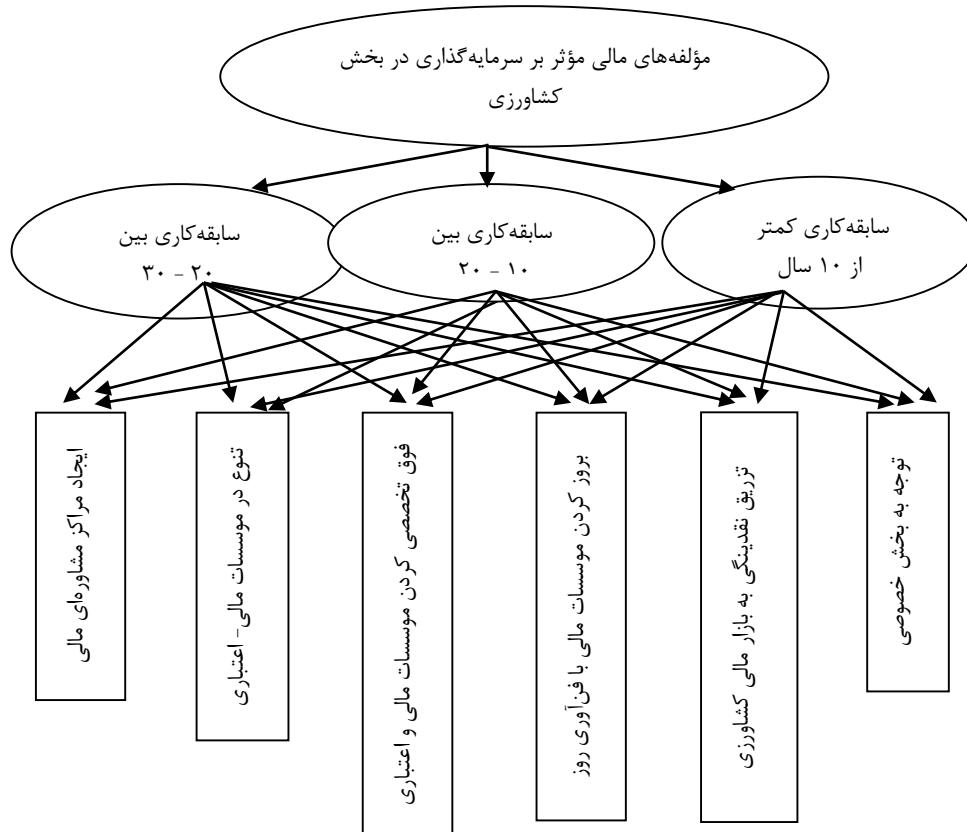 مؤلفه‌های مالی مؤثر بر سرمایه‌گذاری در بخش
کشاورزی
سابقه‌کاری کمتر
از ۱۰ سال
سابقه‌کاری بین
۱۰ - ۲۰
سابقه‌کاری بین
۲۰ - ۳۰
توجه به بخش خصوصی
تزریق نقدینگی به بازار مالی کشاورزی
بروز کردن موسسات مالی با فن‌آوری روز
فوق تخصصی کردن موسسات مالی و اعتباری
تنوع در موسسات مالی- اعتباری
ایجاد مراکز مشاوره‌ای مالی